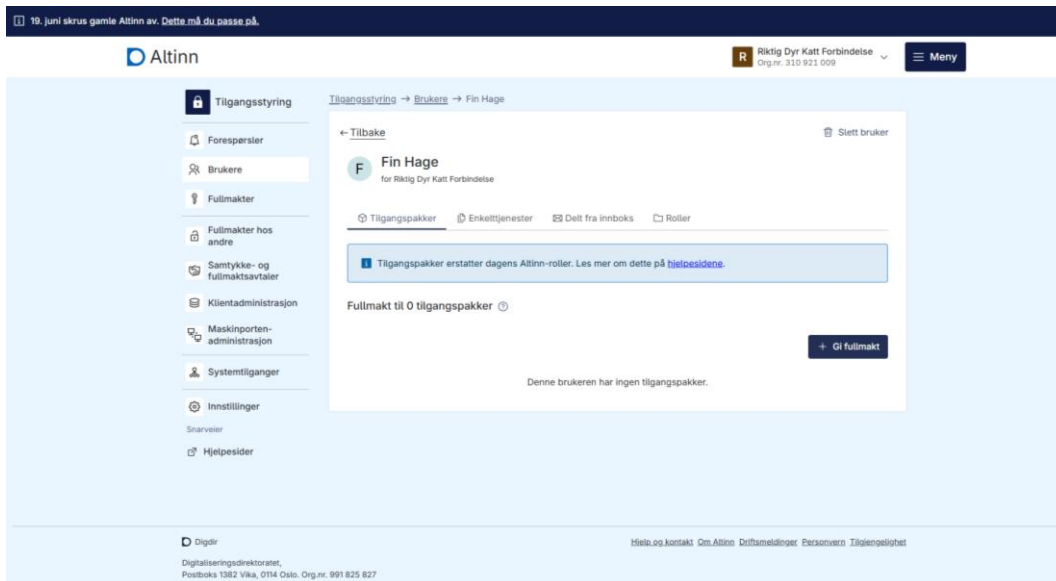 19. juni skrus gamle Altinn av. Dette må du passe på.
Altinn
R
Riktig Dyr Katt Forbindelse
Org.nr. 310 921 009
Meny
Tilgangsstyring
Forespørsler
Brukere
Fullmakter
Fullmakter hos
andre
Samtykke- og
fullmaktsavtaler
Klientadministrasjon
Maskinporten-
administrasjon
Systemtilganger
Innstillinger
Snarveier
Hjelpesider
Tilgangsstyring → Brukere → Fin Hage
← Tilbake
Slett bruker
F
Fin Hage
for Riktig Dyr Katt Forbindelse
Tilgangspakker Enkelttjenester Delt fra innboks Roller
Tilgangspakker erstatter dagens Altinn-roller. Les mer om dette på hjelpesidene.
Fullmakt til 0 tilgangspakker
+ Gi fullmakt
Denne brukeren har ingen tilgangspakker.
Digdir
Digitaliseringsdirektoratet,
Postboks 1382 Vika, 0114 Oslo. Org.nr. 991 825 827
Hjelp og kontakt Om Altinn Driftsmeldinger Personvern Tilgjengelighet